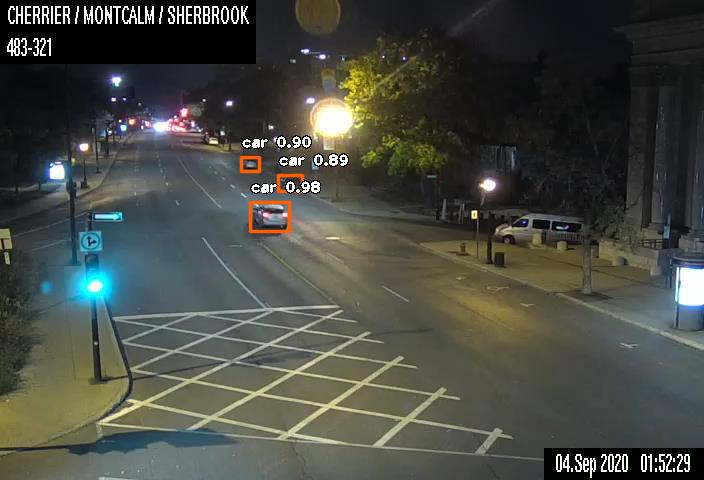 CHERRIER / MONTCALM / SHERBROOK
483-321
car 0.90
car 0.89
car 0.98
04.Sep 2020 01:52:29